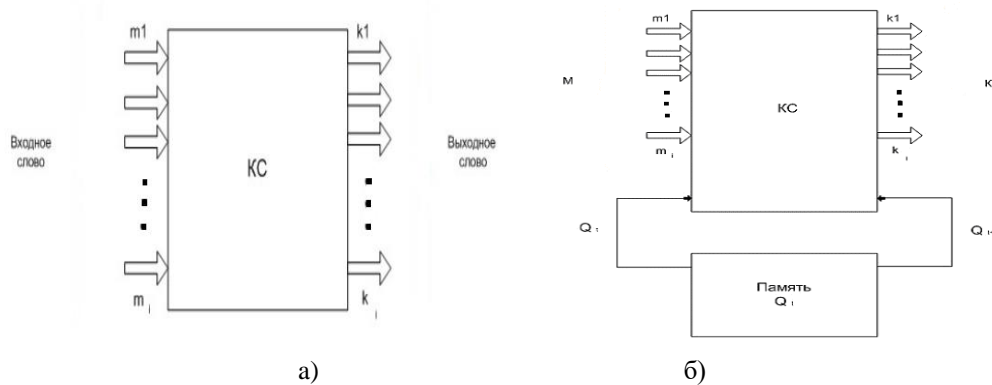 m1
k1
Входное
слово
КС
Выходное
слово
m i
k i
а)
m1
k1
м
к
КС
m i
k i
Q
Q
Память
Q i
б)